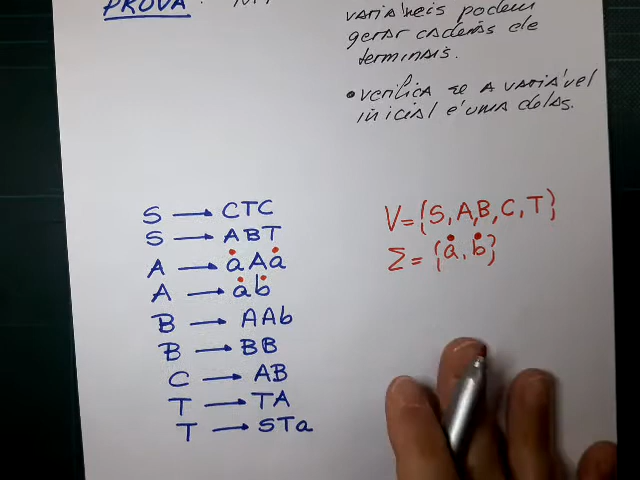 PROVA:
variáveis podem
gerar cadeias de
terminais.
• verifica se a variável
inicial é uma delas.
S → CTC
S → ABT
A → aAa
A → ab
B → AAb
B → BB
C → AB
T → TA
T → STa
V = {S, A, B, C, T}
Σ = {a, b}